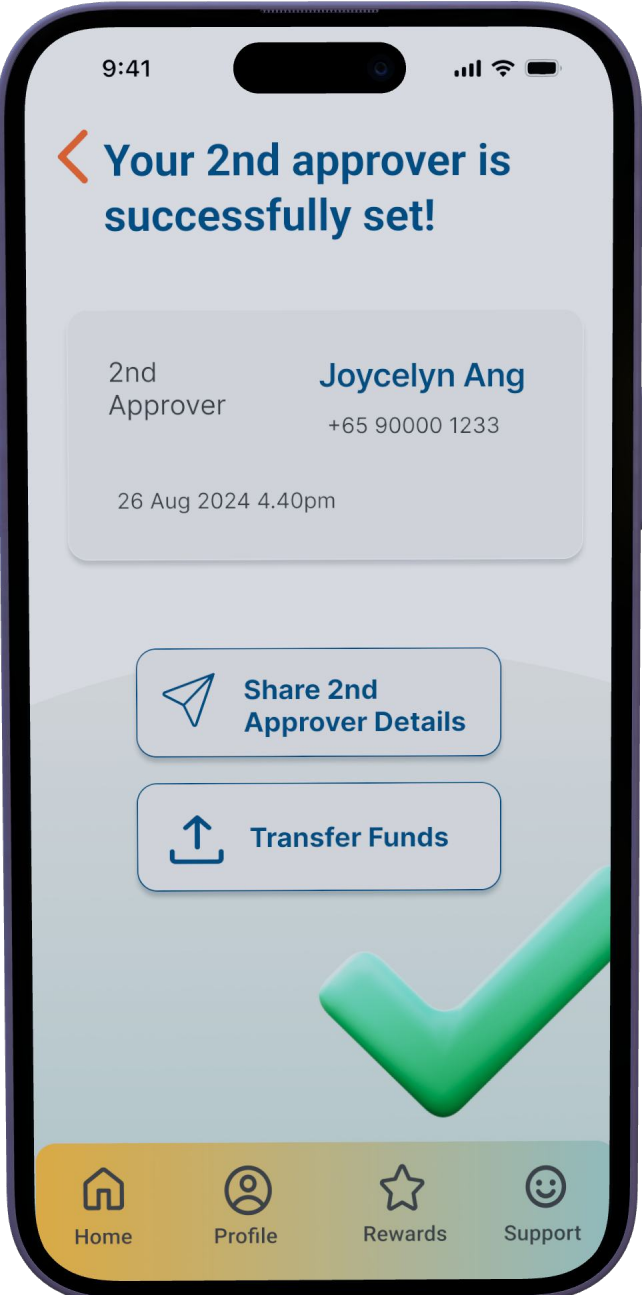 9:41
Your 2nd approver is
successfully set!
2nd
Approver
Joycelyn Ang
+65 90000 1233
26 Aug 2024 4.40pm
Share 2nd
Approver Details
Transfer Funds
Home
Profile
Rewards
Support